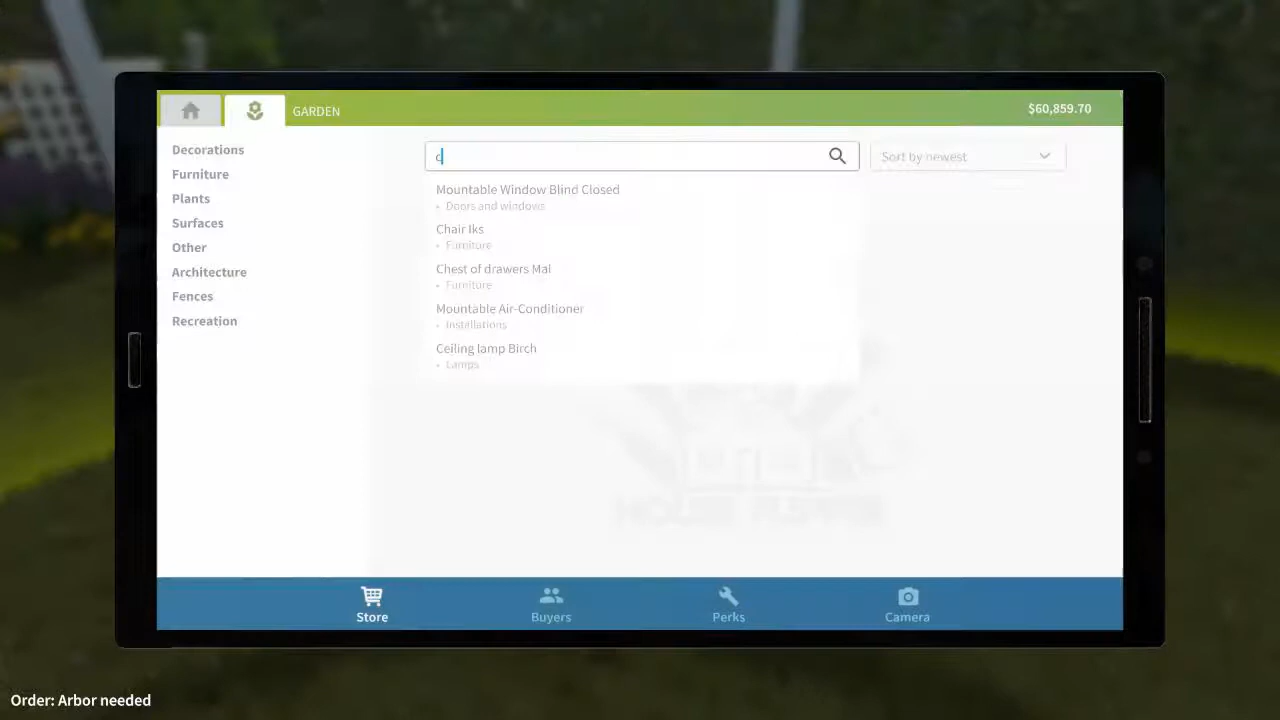 GARDEN
$60,859.70
Decorations
Furniture
Plants
Surfaces
Other
Architecture
Fences
Recreation
c
Sort by newest
Mountable Window Blind Closed
• Doors and windows
Chair Iks
• Furniture
Chest of drawers Mal
• Furniture
Mountable Air-Conditioner
• Installations
Ceiling lamp Birch
• Lamps
HOUSE FLIPPER
Store
Buyers
Perks
Camera
Order: Arbor needed